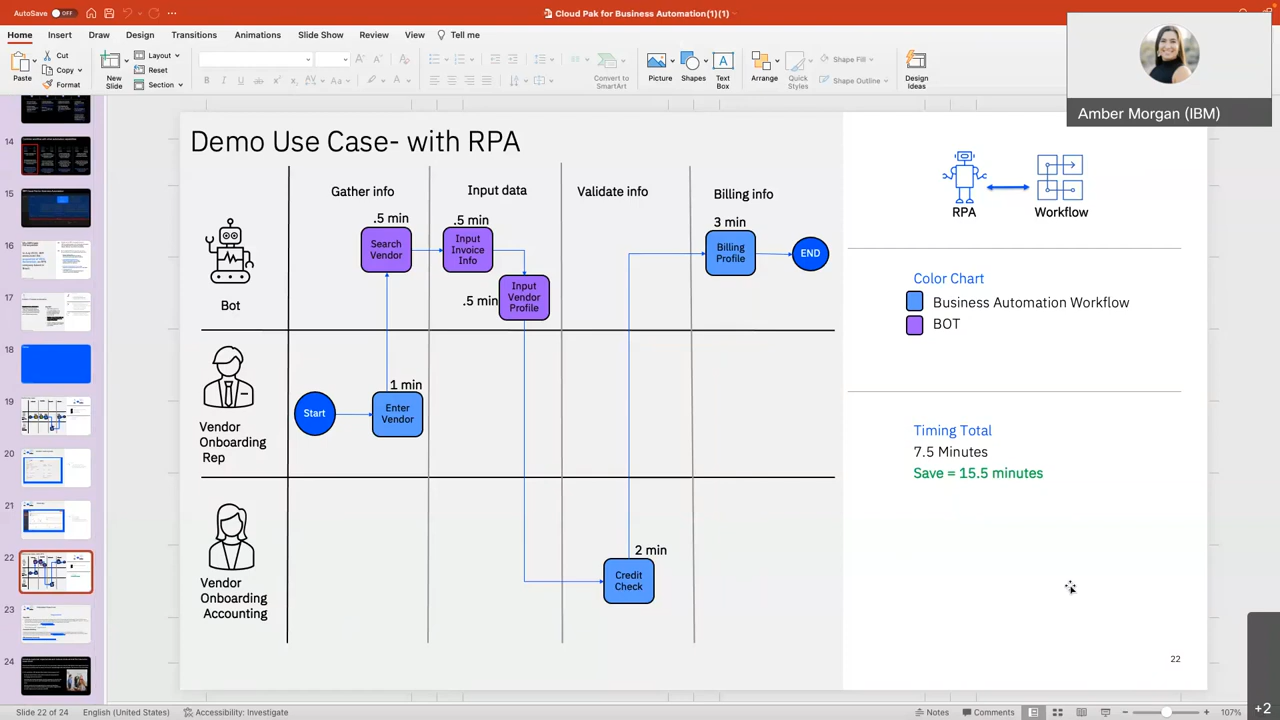 AutoSave OFF
Cloud Pak for Business Automation(1)(1)
Home Insert Draw Design Transitions Animations Slide Show Review View Tell me
Paste
Cut
Copy
Format
New Slide
Layout
Reset
Section
Convert to SmartArt
Picture
Shapes
Text Box
Arrange
Quick Styles
Shape Fill
Shape Outline
Design Ideas
Amber Morgan (IBM)
14
15
16
17
18
19
20
21
22
23
24
Demo Use Case- with RPA
Gather info
Input data
Validate info
Billing info
Bot
.5 min
Search
Vendor
.5 min
Input
Invoice
Info
.5 min
Input
Vendor
Profile
3 min
Billing
Profile
END
Vendor
Onboarding
Rep
Start
1 min
Enter
Vendor
Vendor
Onboarding
Accounting
2 min
Credit
Check
RPA
Workflow
Color Chart
Business Automation Workflow
BOT
Timing Total
7.5 Minutes
Save = 15.5 minutes
22
Slide 22 of 24 English (United States) Accessibility: Investigate
Notes Comments 107%
+2